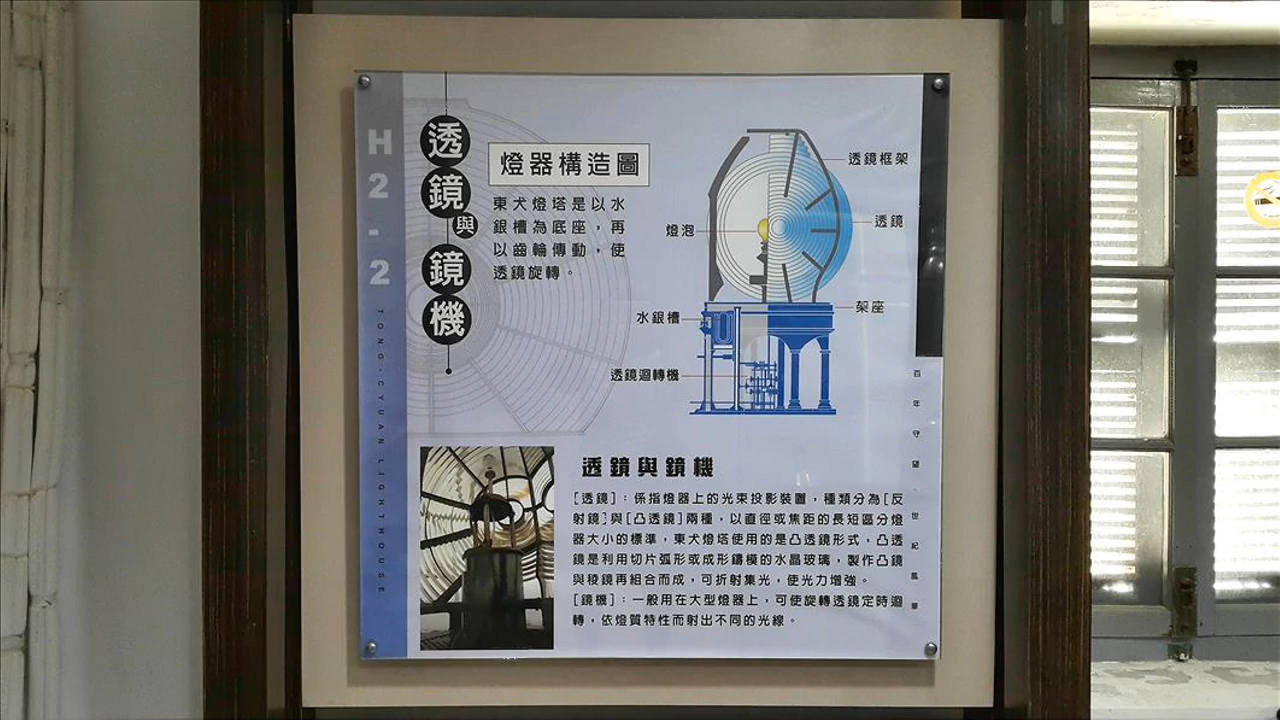 H2-2
TONG-CYUAN LIGHTHOUSE
透鏡與鏡機
燈器構造圖
東犬燈塔是以水
銀槽為底座，再
以齒輪傳動，使
透鏡旋轉。
透鏡框架
透鏡
燈泡
架座
水銀槽
透鏡迴轉機
百年守望·世紀風華
透鏡與鏡機
[透鏡]：係指燈器上的光束投影裝置，種類分為[反
射鏡]與[凸透鏡]兩種，以直徑或焦距的長短區分燈
器大小的標準，東犬燈塔使用的是凸透鏡形式，凸透
鏡是利用切片弧形或成形鑄模的水晶玻璃，製作凸鏡
與稜鏡再組合而成，可折射集光，使光力增強。
[鏡機]：一般用在大型燈器上，可使旋轉透鏡定時迴
轉，依燈質特性而射出不同的光線。